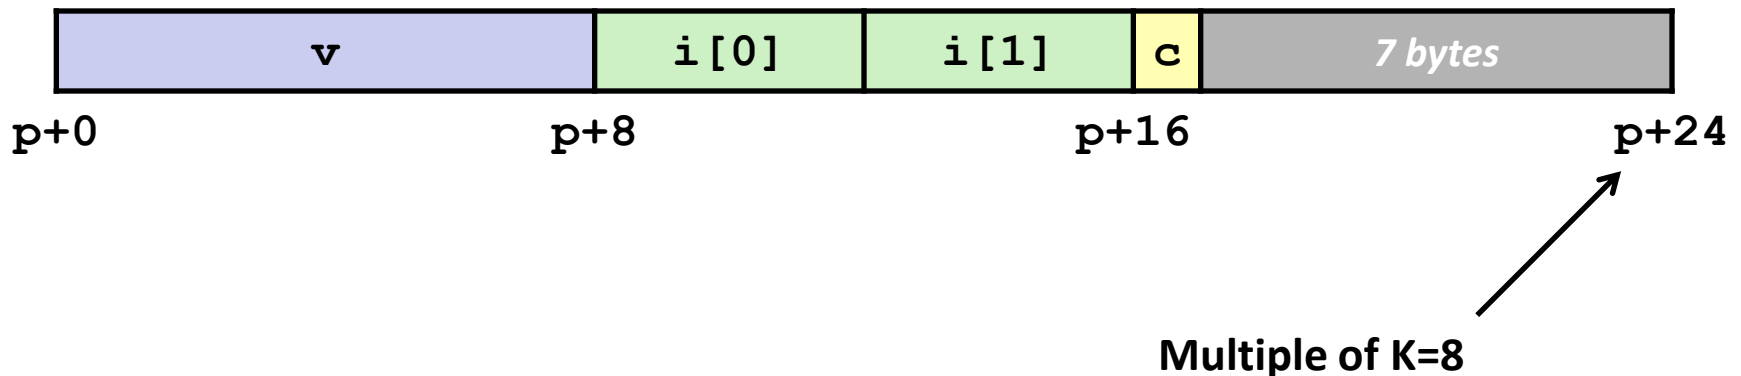 v i[0] i[1] c 7 bytes
p+0 p+8 p+16 p+24
Multiple of K=8